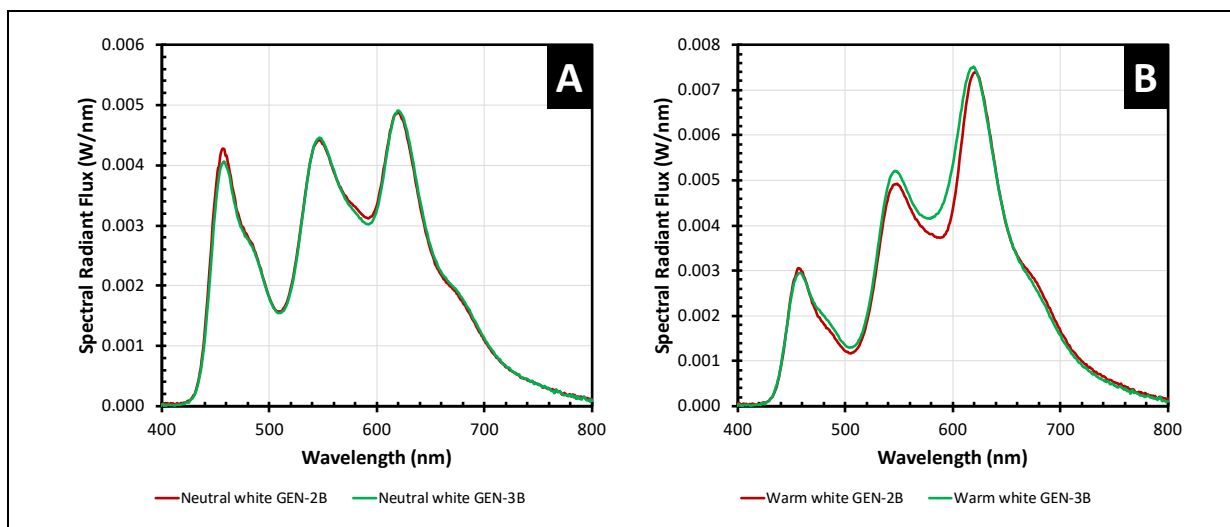 A
Spectral Radiant Flux (W/nm)
0.006
0.005
0.004
0.003
0.002
0.001
0.000
400 500 600 700 800
Wavelength (nm)
Neutral white GEN-2B Neutral white GEN-3B
B
Spectral Radiant Flux (W/nm)
0.008
0.007
0.006
0.005
0.004
0.003
0.002
0.001
0.000
400 500 600 700 800
Wavelength (nm)
Warm white GEN-2B Warm white GEN-3B